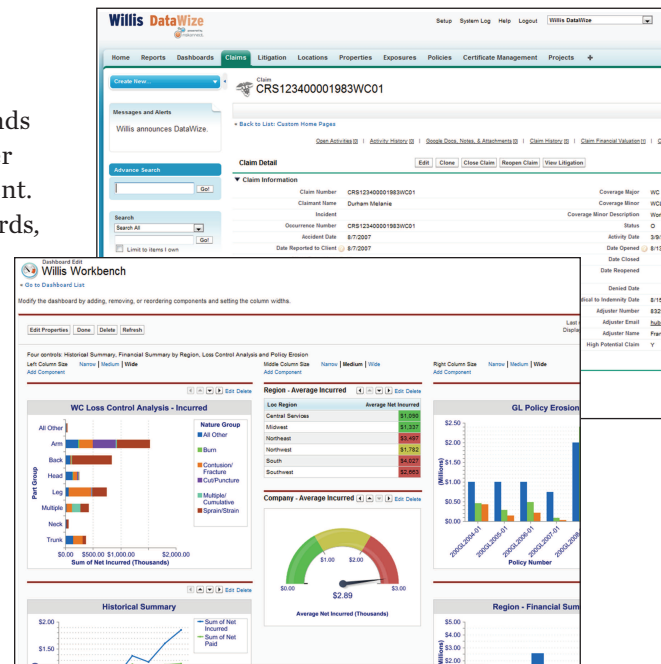 Willis DataWize
Setup System Log Help Logout Willis DataWize
Home Reports Dashboards Claims Litigation Locations Properties Exposures Policies Certificate Management Projects +
Create New...
Claim
CRS123400001983WC01
Messages and Alerts
Willis announces DataWize.
« Back to List: Custom Home Pages
Open Activities | Activity History | Google Docs, Notes, & Attachments | Claim History | Claim Financial Valuation
Advance Search
Go!
Claim Detail Edit Clone Close Claim Reopen Claim View Litigation
Claim Information
Claim Number CRS123400001983WC01 Coverage Major WC
Claimant Name Durham Melanie Coverage Minor
Incident Coverage Minor Description
Occurrence Number CRS123400001983WC01 Status O
Accident Date 8/7/2007 Activity Date
Date Reported to Client 8/7/2007 Date Opened
Date Closed
Date Reopened
Denied Date
Indemnity Date
Adjuster Number
Adjuster Email
Adjuster Name
High Potential Claim Y
Search
Search All
Go!
Limit to items I own
Dashboard Edit
Willis Workbench
« Go to Dashboard List
Modify the dashboard by adding, removing, or reordering components and setting the column widths.
Edit Properties Done Delete Refresh
Four controls: Historical Summary, Financial Summary by Region, Loss Control Analysis and Policy Erosion
Left Column Size Narrow | Medium | Wide
Add Component
Middle Column Size Narrow | Medium | Wide
Add Component
Right Column Size Narrow | Medium | Wide
Add Component
Edit Delete
WC Loss Control Analysis - Incurred
Part Group
All Other
Arm
Back
Head
Leg
Multiple
Neck
Trunk
$0.00 $500.00 $1,000.00 $2,000.00
Sum of Net Incurred (Thousands)
Nature Group
All Other
Burn
Contusion/
Fracture
Cut/Puncture
Multiple/
Cumulative
Sprain/Strain
Region - Average Incurred Edit Delete
Loc Region Average Net Incurred
Central Services $1,050
Midwest $1,337
Northeast $3,497
Northwest $1,782
South $4,027
Southwest $2,663
Company - Average Incurred Edit Delete
$0.00 $1.00 $2.00 $3.00
$2.89
Average Net Incurred (Thousands)
GL Policy Erosion
(Millions)
$2.50
$2.00
$1.50
$1.00
$0.50
$0.00
200GL2004-01 200GL2005-01 200GL2006-01 200GL2007-01
Policy Number
Edit Delete
Historical Summary
$2.00
$1.50
Sum of Net
Incurred
Sum of Net
Paid
Region - Financial
$5.00
$4.00
$3.00
$2.00